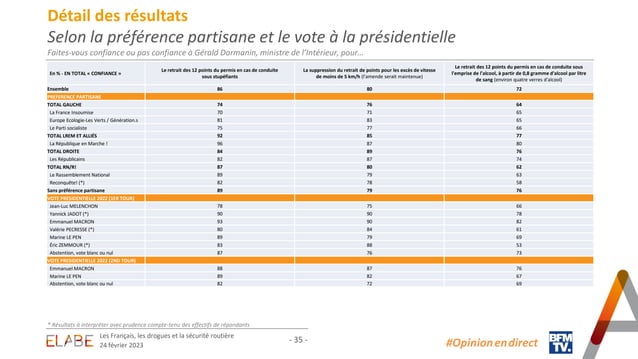 Détail des résultats
Selon la préférence partisane et le vote à la présidentielle
Faites-vous confiance ou pas confiance à Gérald Darmanin, ministre de l'Intérieur, pour...
En % - EN TOTAL « CONFIANCE »
Le retrait des 12 points du permis en cas de conduite
sous stupéfiants
La suppression du retrait de points pour les excès de vitesse
de moins de 5 km/h (l'amende serait maintenue)
Le retrait des 12 points du permis en cas de conduite sous
l'emprise de l'alcool, à partir de 0,8 gramme d'alcool par litre
de sang (environ quatre verres d'alcool)
Ensemble 86 80 72
PREFERENCE PARTISANE
TOTAL GAUCHE 74 76 64
La France Insoumise 70 71 65
Europe Ecologie-Les Verts / Génération.s 81 83 65
Le Parti socialiste 75 77 66
TOTAL LREM ET ALLIÉS 92 85 77
La République en Marche ! 96 87 80
TOTAL DROITE 84 89 76
Les Républicains 82 87 74
TOTAL RN/R! 87 80 62
Le Rassemblement National 89 79 63
Reconquête! (*) 82 78 58
Sans préférence partisane 89 79 76
VOTE PRESIDENTIELLE 2022 (1ER TOUR)
Jean-Luc MELENCHON 78 75 66
Yannick JADOT (*) 90 90 78
Emmanuel MACRON 93 90 82
Valérie PECRESSE (*) 80 84 61
Marine LE PEN 89 79 69
Éric ZEMMOUR (*) 83 88 53
Abstention, vote blanc ou nul 87 76 73
VOTE PRESIDENTIELLE 2022 (2ND TOUR)
Emmanuel MACRON 88 87 76
Marine LE PEN 89 82 67
Abstention, vote blanc ou nul 82 72 69
* Résultats à interpréter avec prudence compte-tenu des effectifs de répondants
ELABE
Les Français, les drogues et la sécurité routière
24 février 2023
- 35 -
#Opinion en direct
BFM
TV.